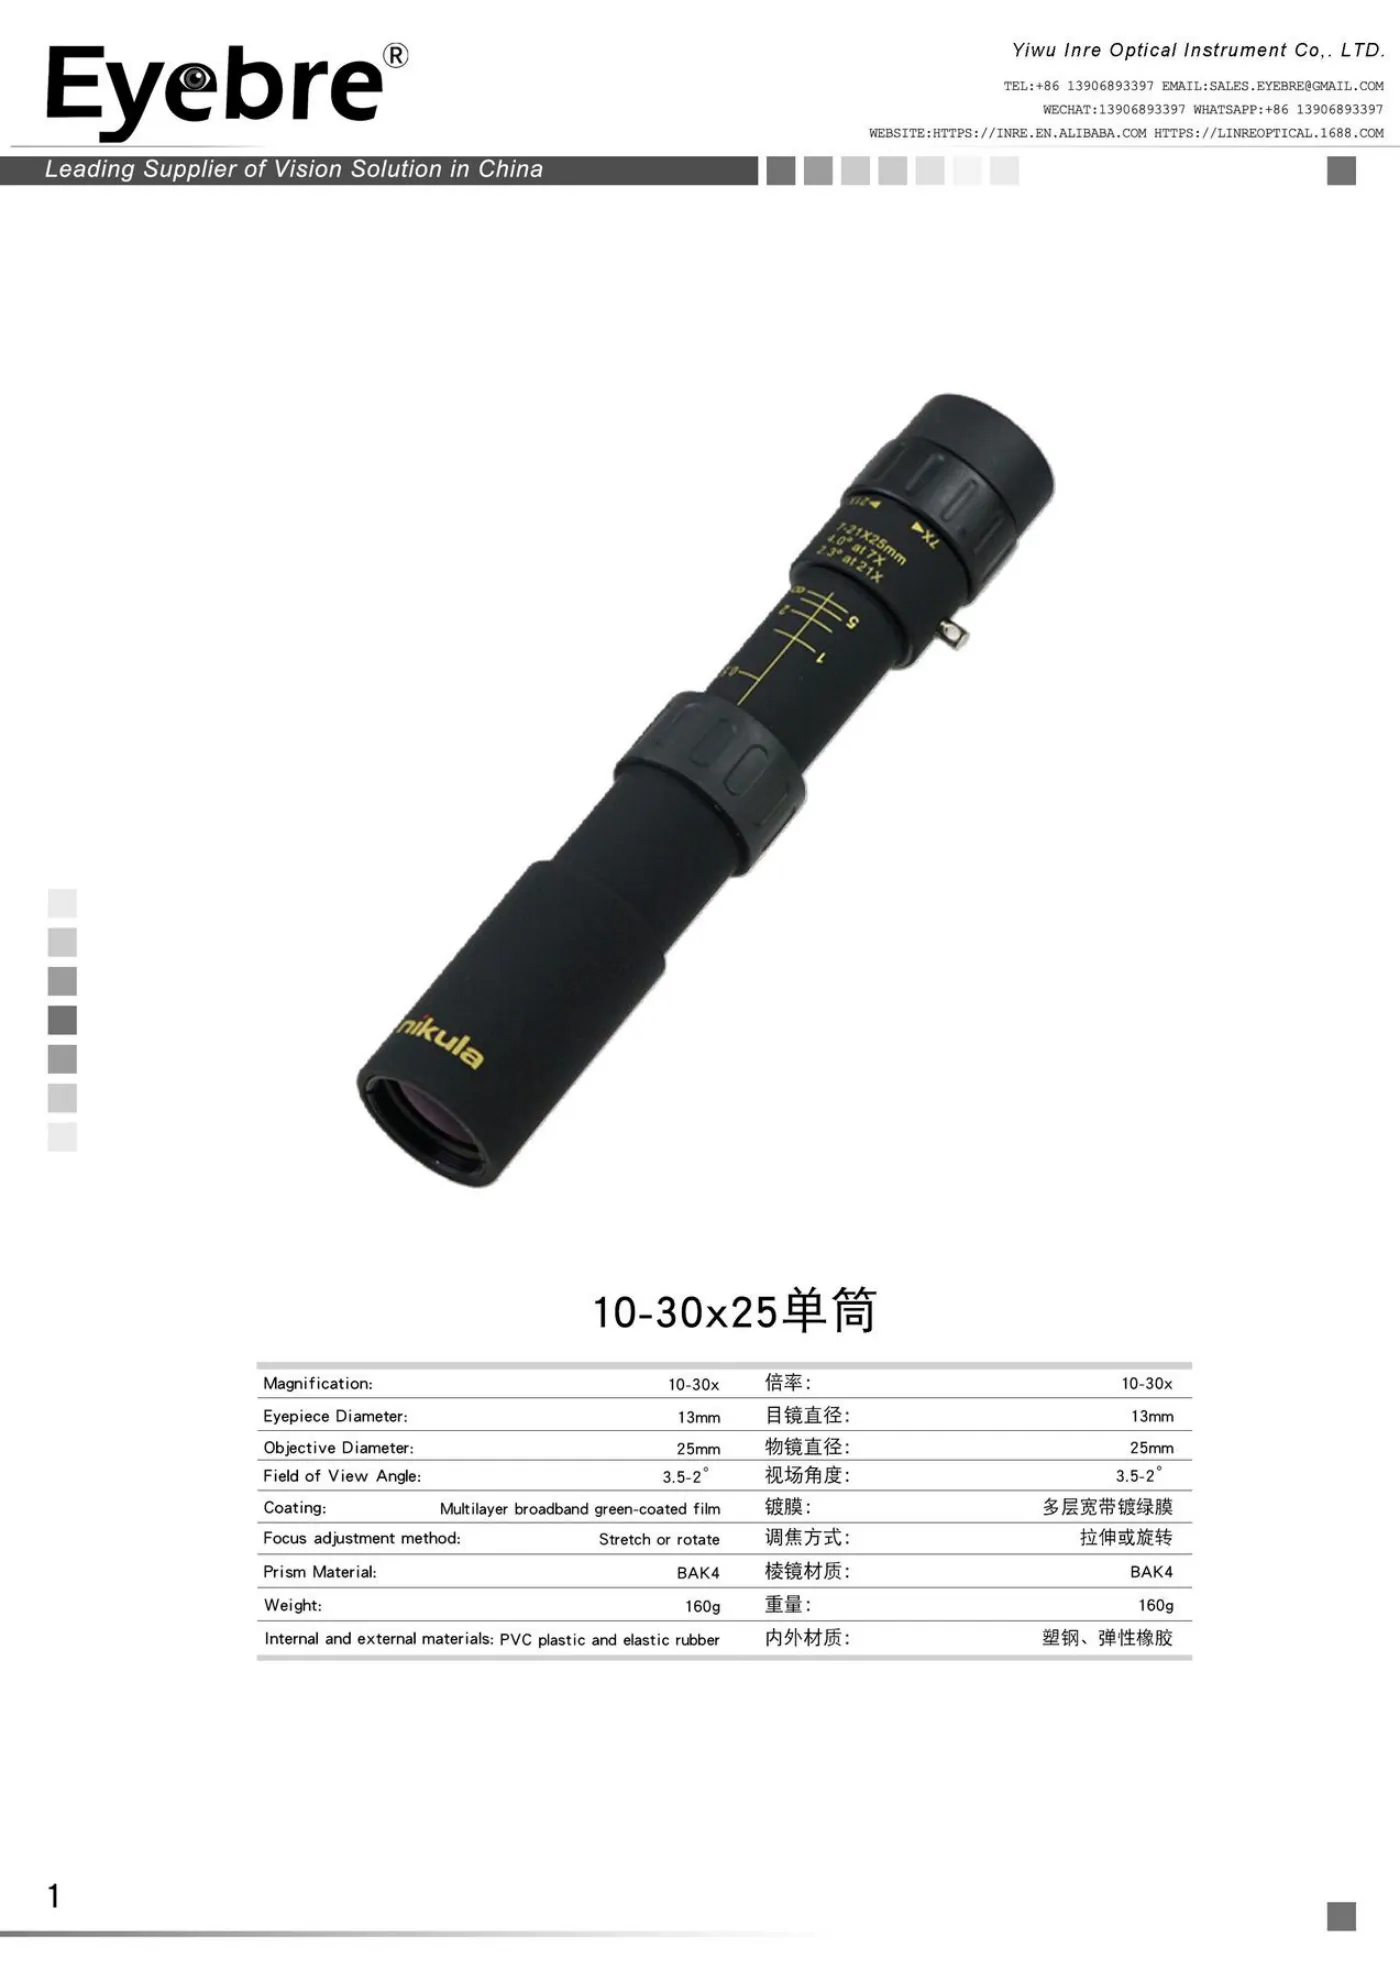 Eyebre®
Yiwu Inre Optical Instrument Co,. LTD.
TEL:+86 13906893397 EMAIL:SALES.EYEBRE@GMAIL.COM
WECHAT:13906893397 WHATSAPP:+86 13906893397
WEBSITE:HTTPS://INRE.EN.ALIBABA.COM HTTPS://LINREOPTICAL.1688.COM
Leading Supplier of Vision Solution in China
21X
7X
7-21X25mm
4.0° at 7X
2.3° at 21X
∞
5
2
1
nikula
10-30x25单筒
Magnification: 10-30x 倍率: 10-30x
Eyepiece Diameter: 13mm 目镜直径: 13mm
Objective Diameter: 25mm 物镜直径: 25mm
Field of View Angle: 3.5-2° 视场角度: 3.5-2°
Coating: Multilayer broadband green-coated film 镀膜: 多层宽带镀绿膜
Focus adjustment method: Stretch or rotate 调焦方式: 拉伸或旋转
Prism Material: BAK4 棱镜材质: BAK4
Weight: 160g 重量: 160g
Internal and external materials: PVC plastic and elastic rubber 内外材质: 塑钢、弹性橡胶
1